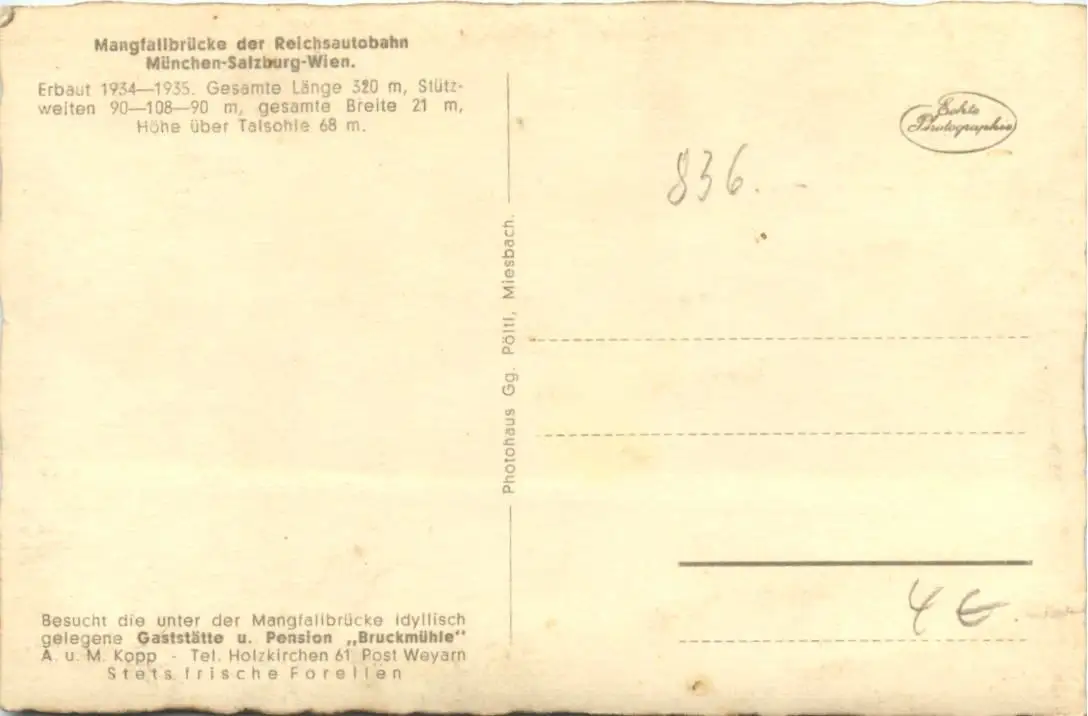 Mangfallbrücke der Reichsautobahn
München-Salzburg-Wien.
Erbaut 1934—1935. Gesamte Länge 320 m, Stütz-
weiten 90—108—90 m, gesamte Breite 21 m,
Höhe über Talsohle 68 m.
Besucht die unter der Mangfallbrücke idyllisch
gelegene Gaststätte u. Pension „Bruckmühle"
A. u. M. Kopp - Tel. Holzkirchen 61 Post Weyarn
Stets frische Forellen
Photohaus Gg. Pöltl, Miesbach.
Echte
Photographie
836.-
4 €